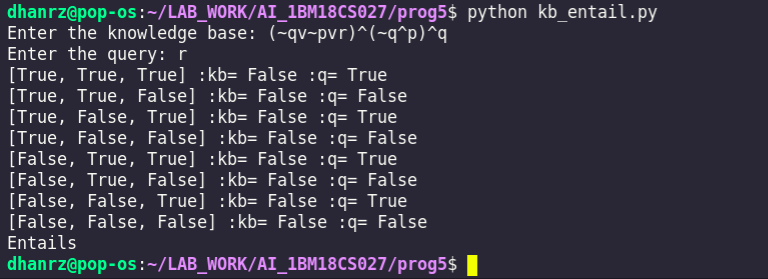 dhanrz@pop-os:~/LAB_WORK/AI_1BM18CS027/prog5$ python kb_entail.py
Enter the knowledge base: (~qv~pvr)^(~q^p)^q
Enter the query: r
[True, True, True] :kb= False :q= True
[True, True, False] :kb= False :q= False
[True, False, True] :kb= False :q= True
[True, False, False] :kb= False :q= False
[False, True, True] :kb= False :q= True
[False, True, False] :kb= False :q= False
[False, False, True] :kb= False :q= True
[False, False, False] :kb= False :q= False
Entails
dhanrz@pop-os:~/LAB_WORK/AI_1BM18CS027/prog5$